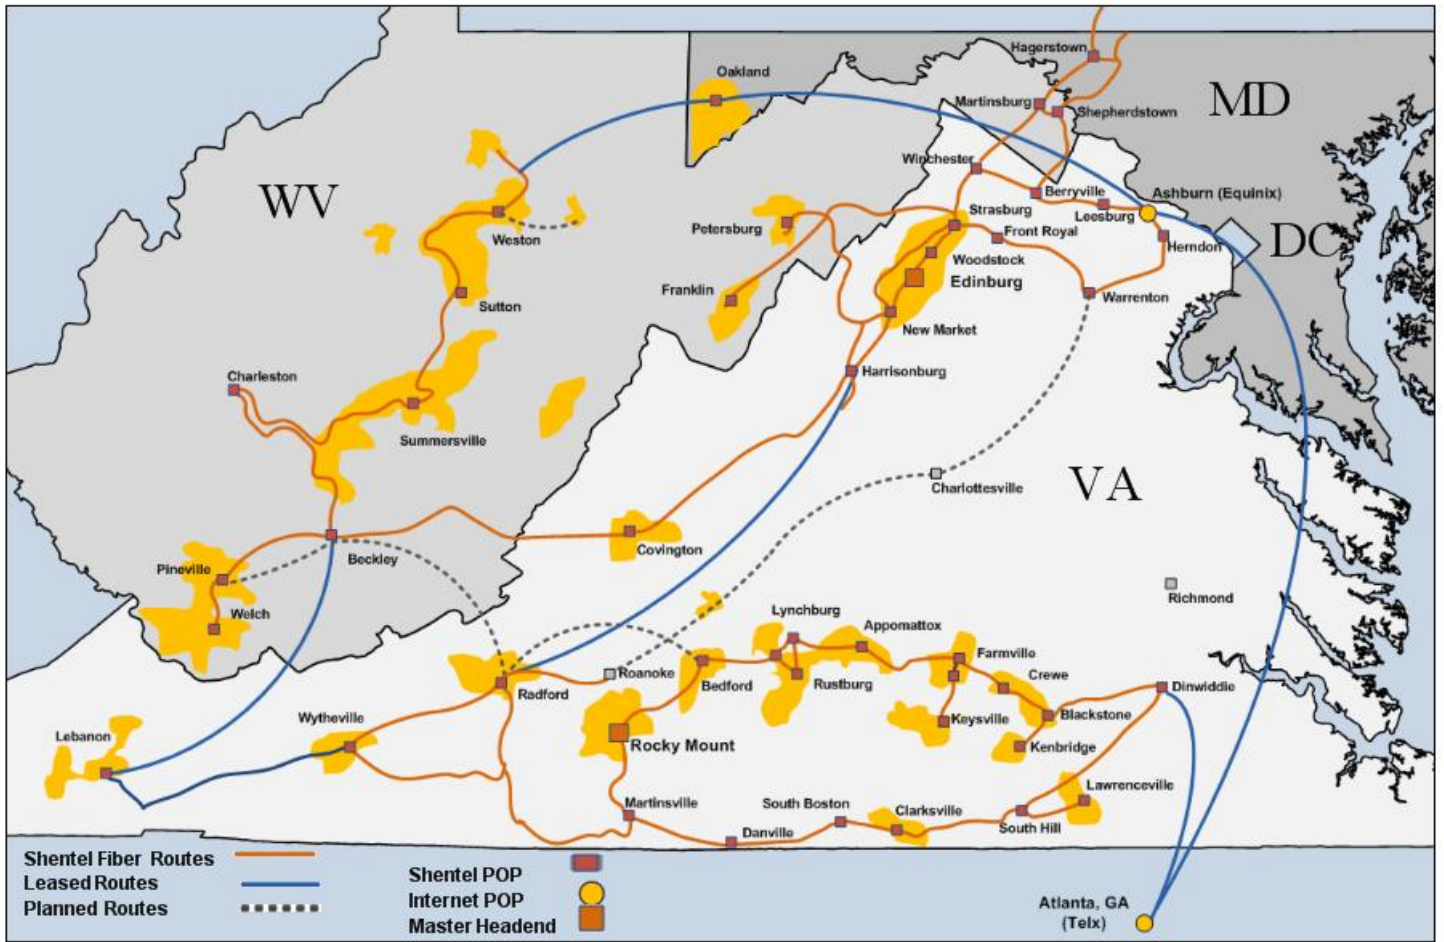 Hagerstown
Oakland
MD
Martinsburg
Shepherdstown
Winchester
WV
Berryville
Ashburn (Equinix)
Strasburg
Leesburg
Petersburg
Weston
Front Royal
Herndon
DC
Woodstock
Franklin
Edinburg
Sutton
Warrenton
New Market
Charleston
Harrisonburg
Summersville
VA
Charlottesville
Covington
Beckley
Pineville
Richmond
Welch
Lynchburg
Appomattox
Farmville
Roanoke
Radford
Bedford
Rustburg
Crewe
Dinwiddie
Wytheville
Keysville
Blackstone
Lebanon
Rocky Mount
Kenbridge
Lawrenceville
Martinsville
South Boston
Clarksville
Danville
South Hill
Shentel Fiber Routes
Leased Routes
Planned Routes
Shentel POP
Internet POP
Master Headend
Atlanta, GA
(Telx)